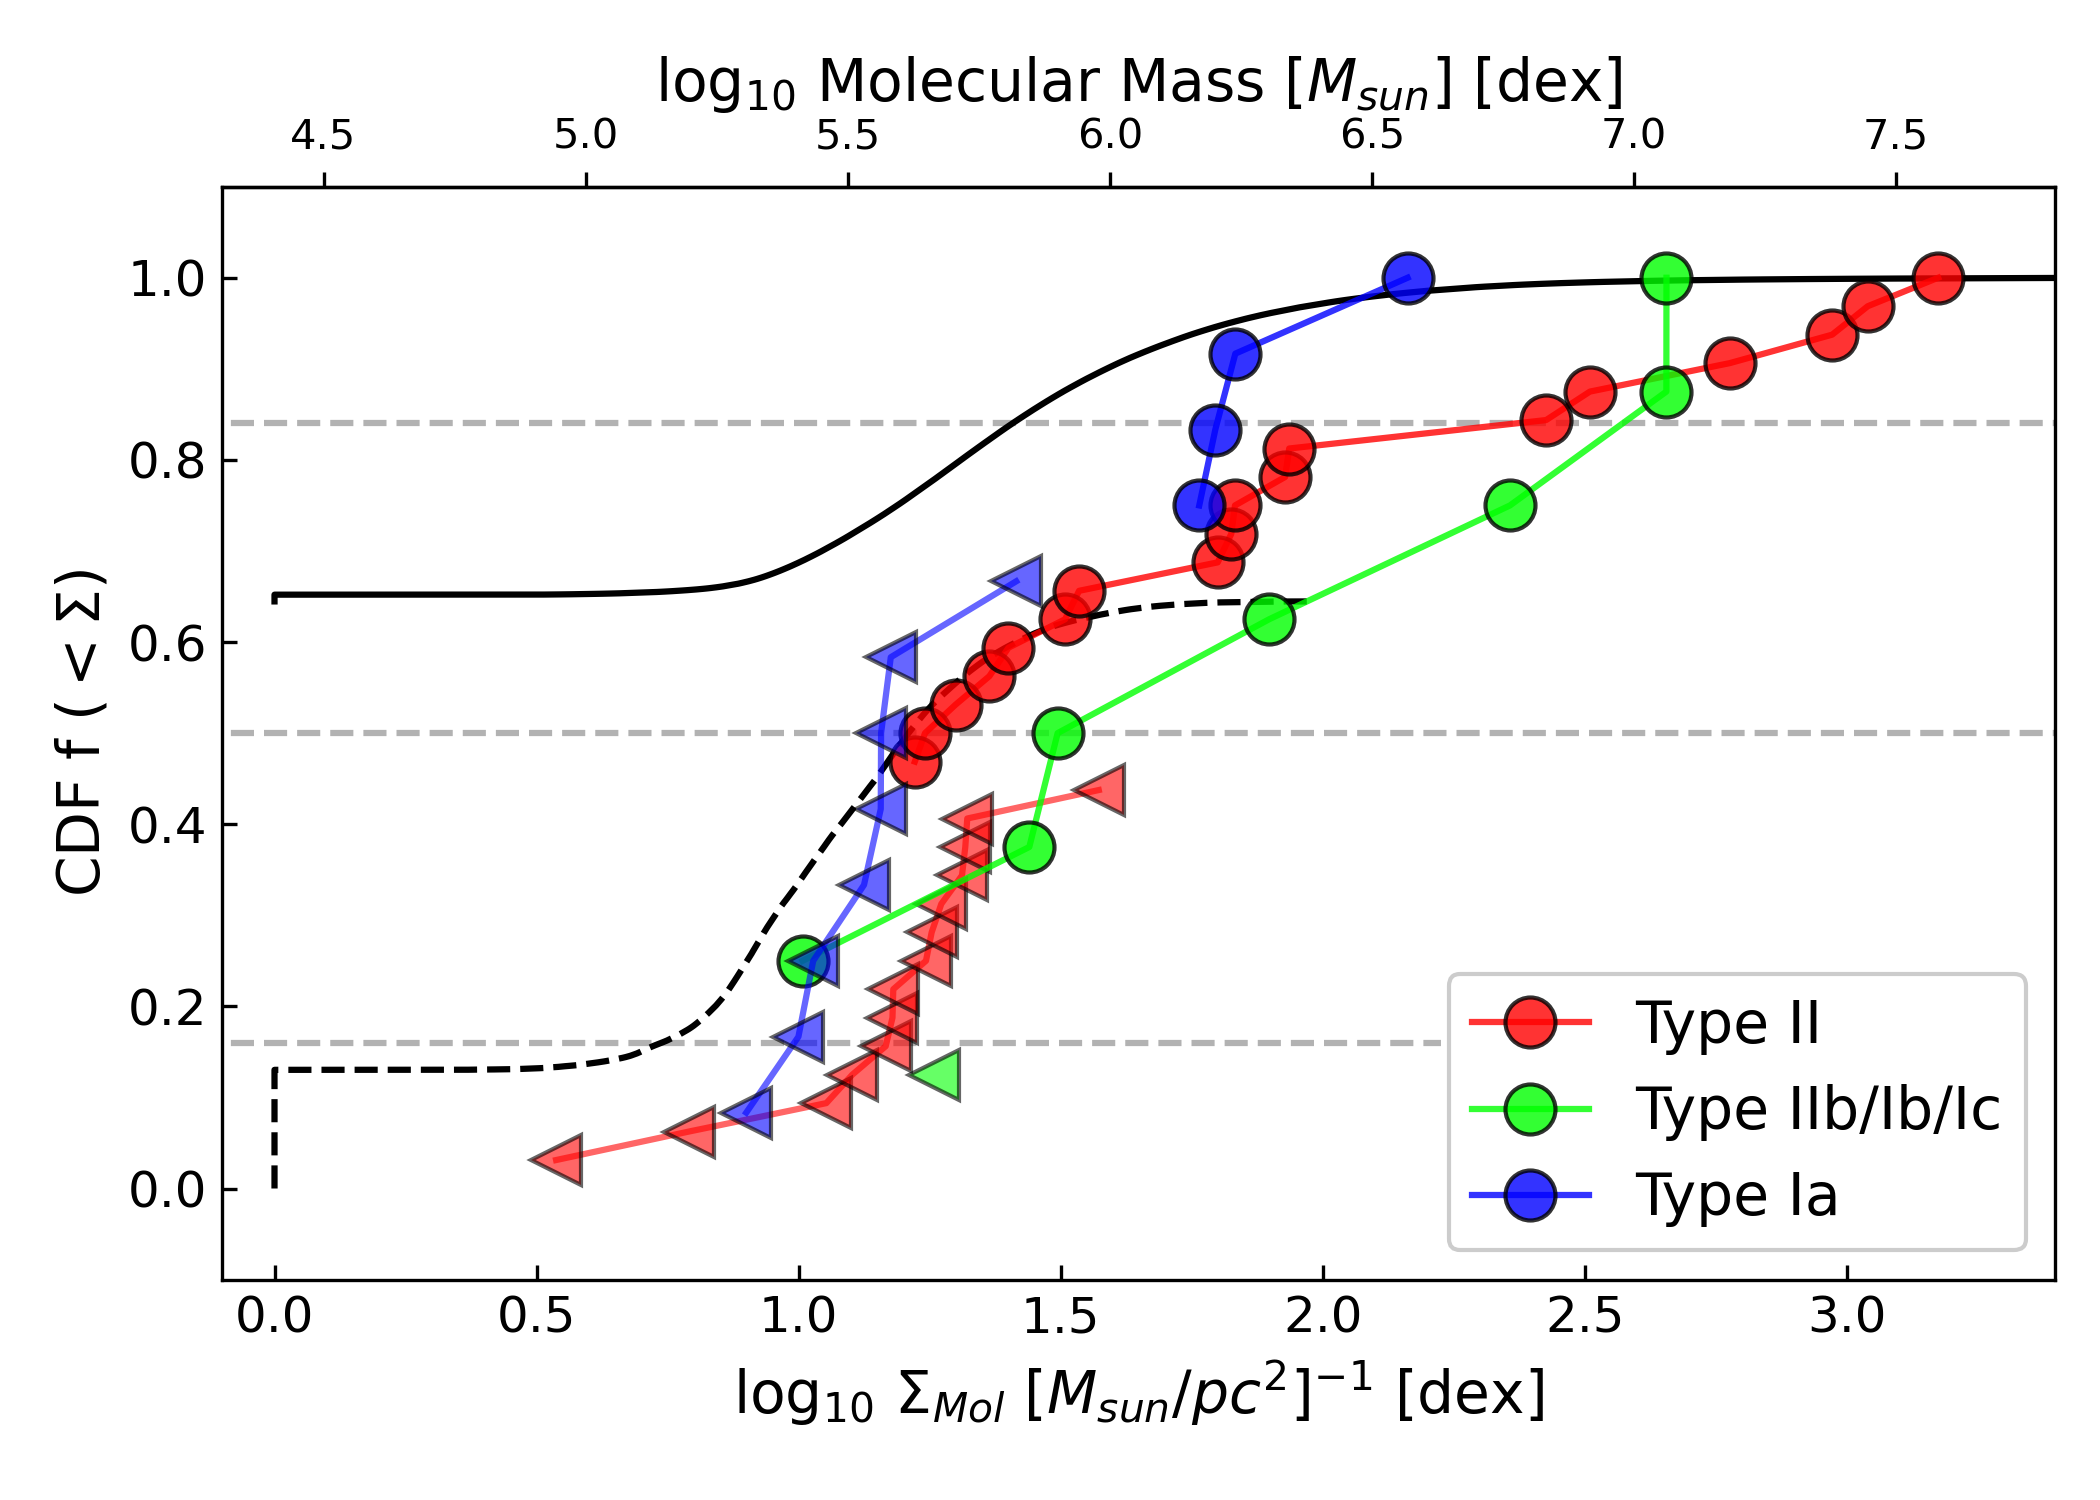 log₁₀ Molecular Mass [M_sun] [dex]
4.5 5.0 5.5 6.0 6.5 7.0 7.5
CDF f ( < Σ)
1.0
0.8
0.6
0.4
0.2
0.0
Type II
Type IIb/Ib/Ic
Type Ia
0.0 0.5 1.0 1.5 2.0 2.5 3.0
log₁₀ Σ_Mol [M_sun/pc²]⁻¹ [dex]